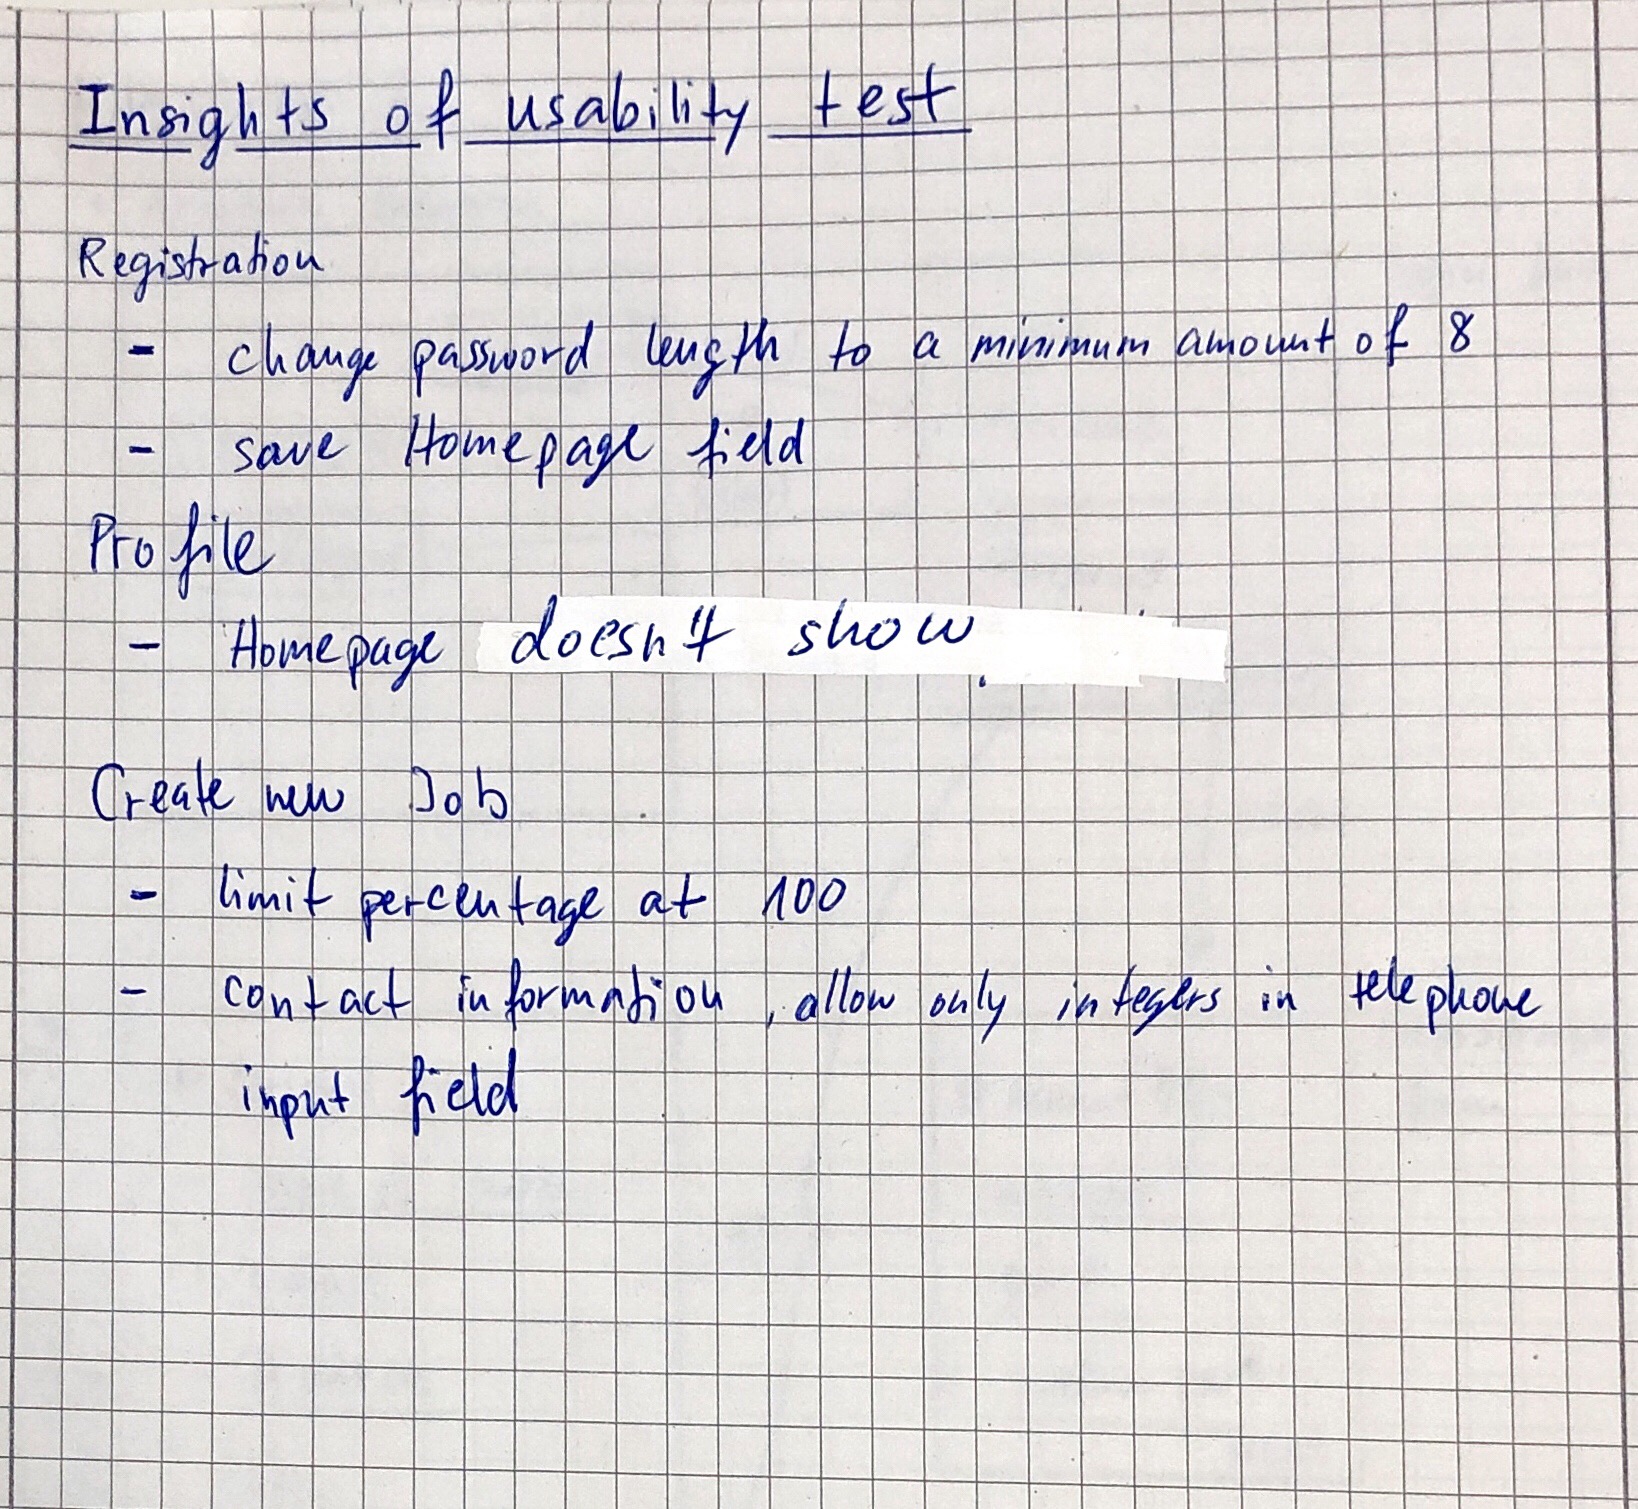 Insights of usability test
Registration
- change password length to a minimum amount of 8
- save Homepage field
Profile
- Homepage doesn't show
Create new Job
- limit percentage at 100
- contact information, allow only integers in telephone
input field